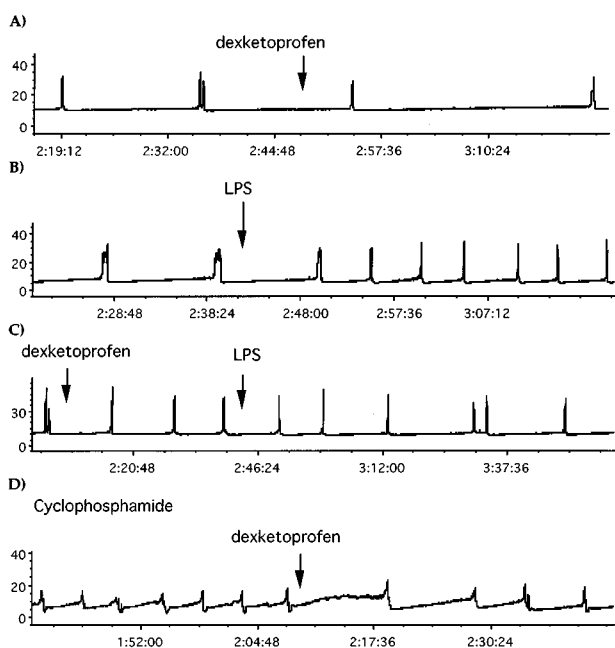 A)
dexketoprofen
40
20
0
2:19:12 2:32:00 2:44:48 2:57:36 3:10:24
B)
LPS
40
20
0
2:28:48 2:38:24 2:48:00 2:57:36 3:07:12
C)
dexketoprofen LPS
30
0
2:20:48 2:46:24 3:12:00 3:37:36
D)
Cyclophosphamide
dexketoprofen
40
20
0
1:52:00 2:04:48 2:17:36 2:30:24